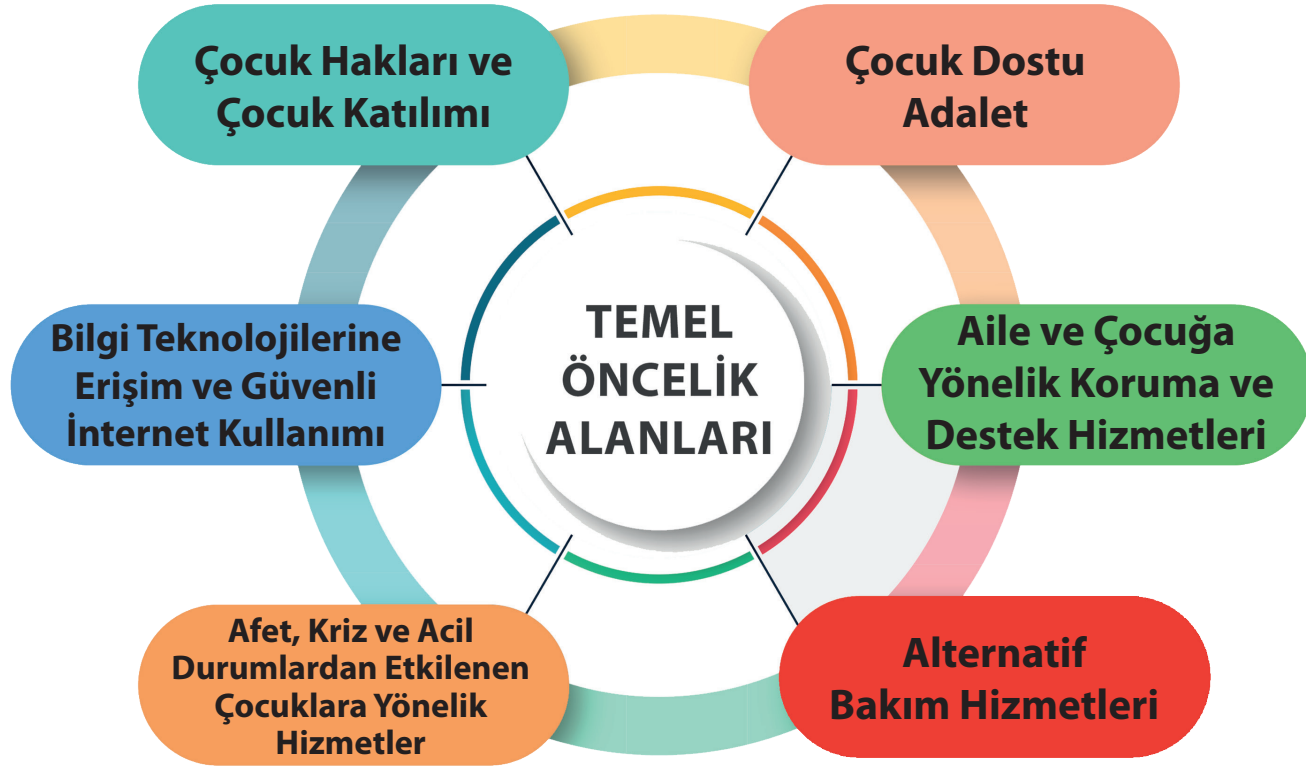 Çocuk Hakları ve
Çocuk Katılımı
Çocuk Dostu
Adalet
Bilgi Teknolojilerine
Erişim ve Güvenli
İnternet Kullanımı
TEMEL
ÖNCELİK
ALANLARI
Aile ve Çocuğa
Yönelik Koruma ve
Destek Hizmetleri
Afet, Kriz ve Acil
Durumlardan Etkilenen
Çocuklara Yönelik
Hizmetler
Alternatif
Bakım Hizmetleri